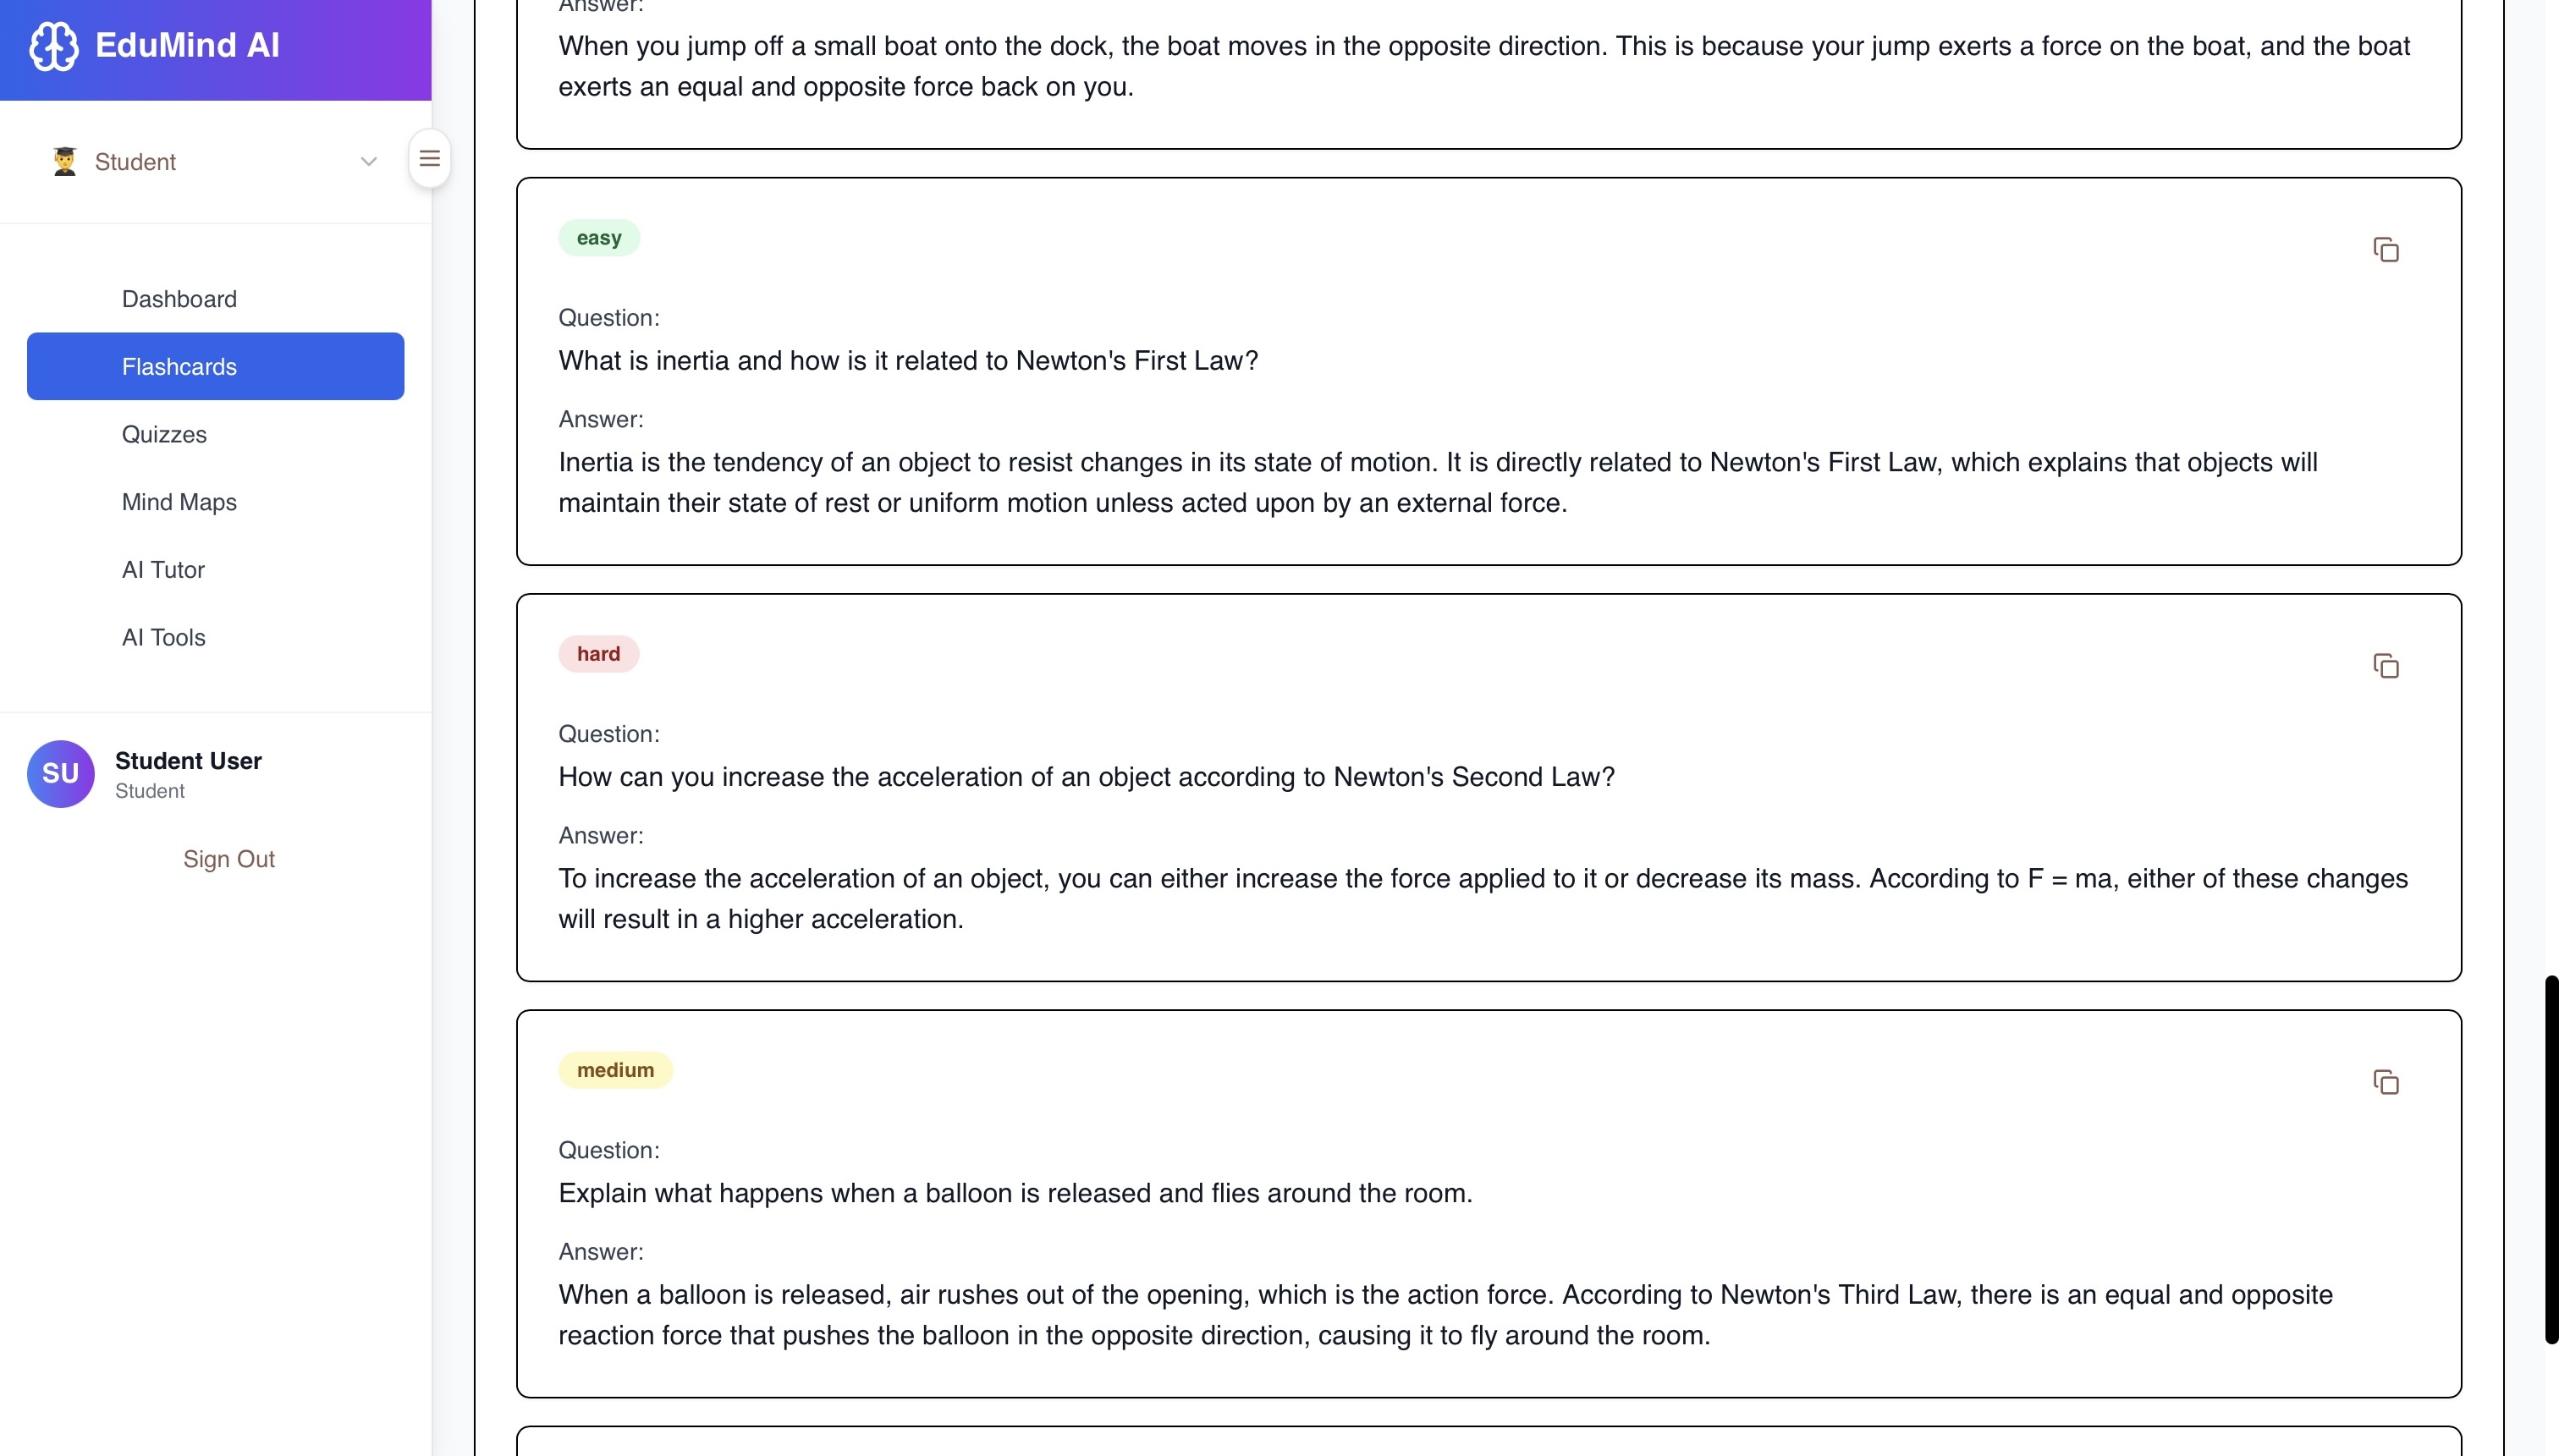 EduMind AI
Student
Dashboard
Flashcards
Quizzes
Mind Maps
AI Tutor
AI Tools
SU
Student User
Student
Sign Out
Answer:
When you jump off a small boat onto the dock, the boat moves in the opposite direction. This is because your jump exerts a force on the boat, and the boat
exerts an equal and opposite force back on you.
easy
Question:
What is inertia and how is it related to Newton's First Law?
Answer:
Inertia is the tendency of an object to resist changes in its state of motion. It is directly related to Newton's First Law, which explains that objects will
maintain their state of rest or uniform motion unless acted upon by an external force.
hard
Question:
How can you increase the acceleration of an object according to Newton's Second Law?
Answer:
To increase the acceleration of an object, you can either increase the force applied to it or decrease its mass. According to F = ma, either of these changes
will result in a higher acceleration.
medium
Question:
Explain what happens when a balloon is released and flies around the room.
Answer:
When a balloon is released, air rushes out of the opening, which is the action force. According to Newton's Third Law, there is an equal and opposite
reaction force that pushes the balloon in the opposite direction, causing it to fly around the room.